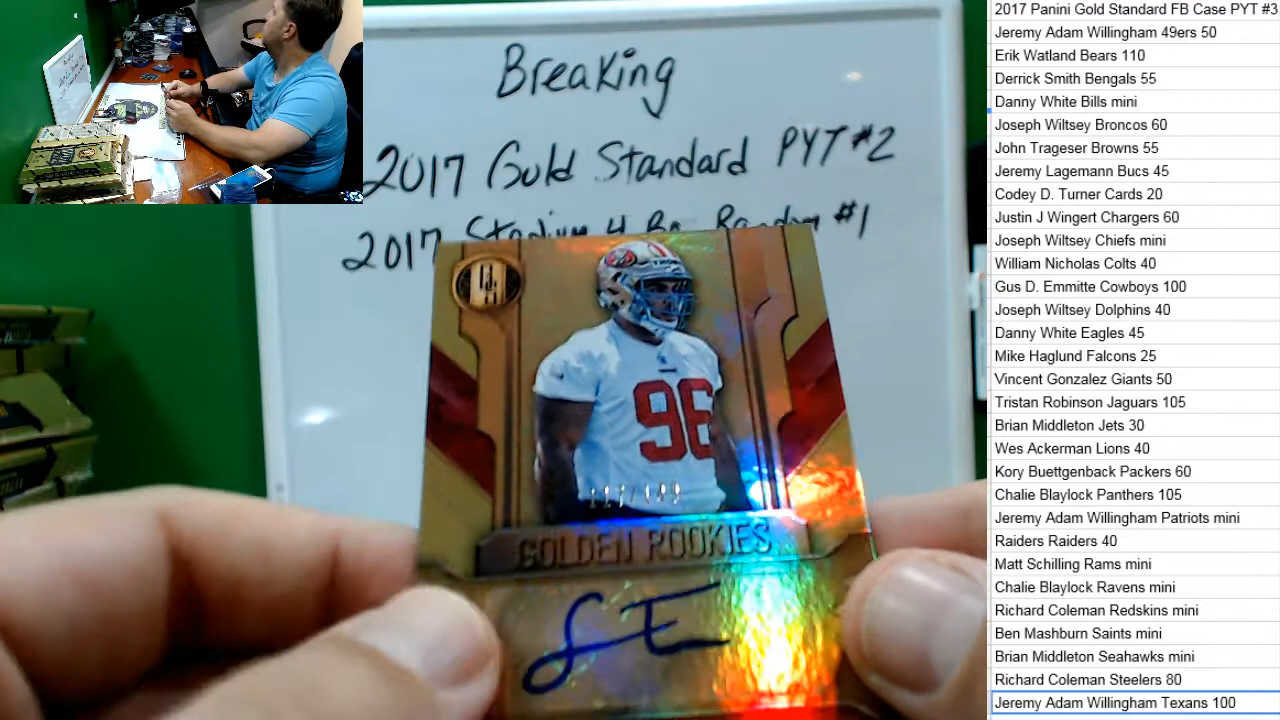 Breaking
2017 Gold Standard PYT #2
2017 Stadium 4 Bx Random #1
96
GOLDEN ROOKIES
2017 Panini Gold Standard FB Case PYT #3
Jeremy Adam Willingham 49ers 50
Erik Watland Bears 110
Derrick Smith Bengals 55
Danny White Bills mini
Joseph Wiltsey Broncos 60
John Trageser Browns 55
Jeremy Lagemann Bucs 45
Codey D. Turner Cards 20
Justin J Wingert Chargers 60
Joseph Wiltsey Chiefs mini
William Nicholas Colts 40
Gus D. Emmitte Cowboys 100
Joseph Wiltsey Dolphins 40
Danny White Eagles 45
Mike Haglund Falcons 25
Vincent Gonzalez Giants 50
Tristan Robinson Jaguars 105
Brian Middleton Jets 30
Wes Ackerman Lions 40
Kory Buettgenback Packers 60
Chalie Blaylock Panthers 105
Jeremy Adam Willingham Patriots mini
Raiders Raiders 40
Matt Schilling Rams mini
Chalie Blaylock Ravens mini
Richard Coleman Redskins mini
Ben Mashburn Saints mini
Brian Middleton Seahawks mini
Richard Coleman Steelers 80
Jeremy Adam Willingham Texans 100